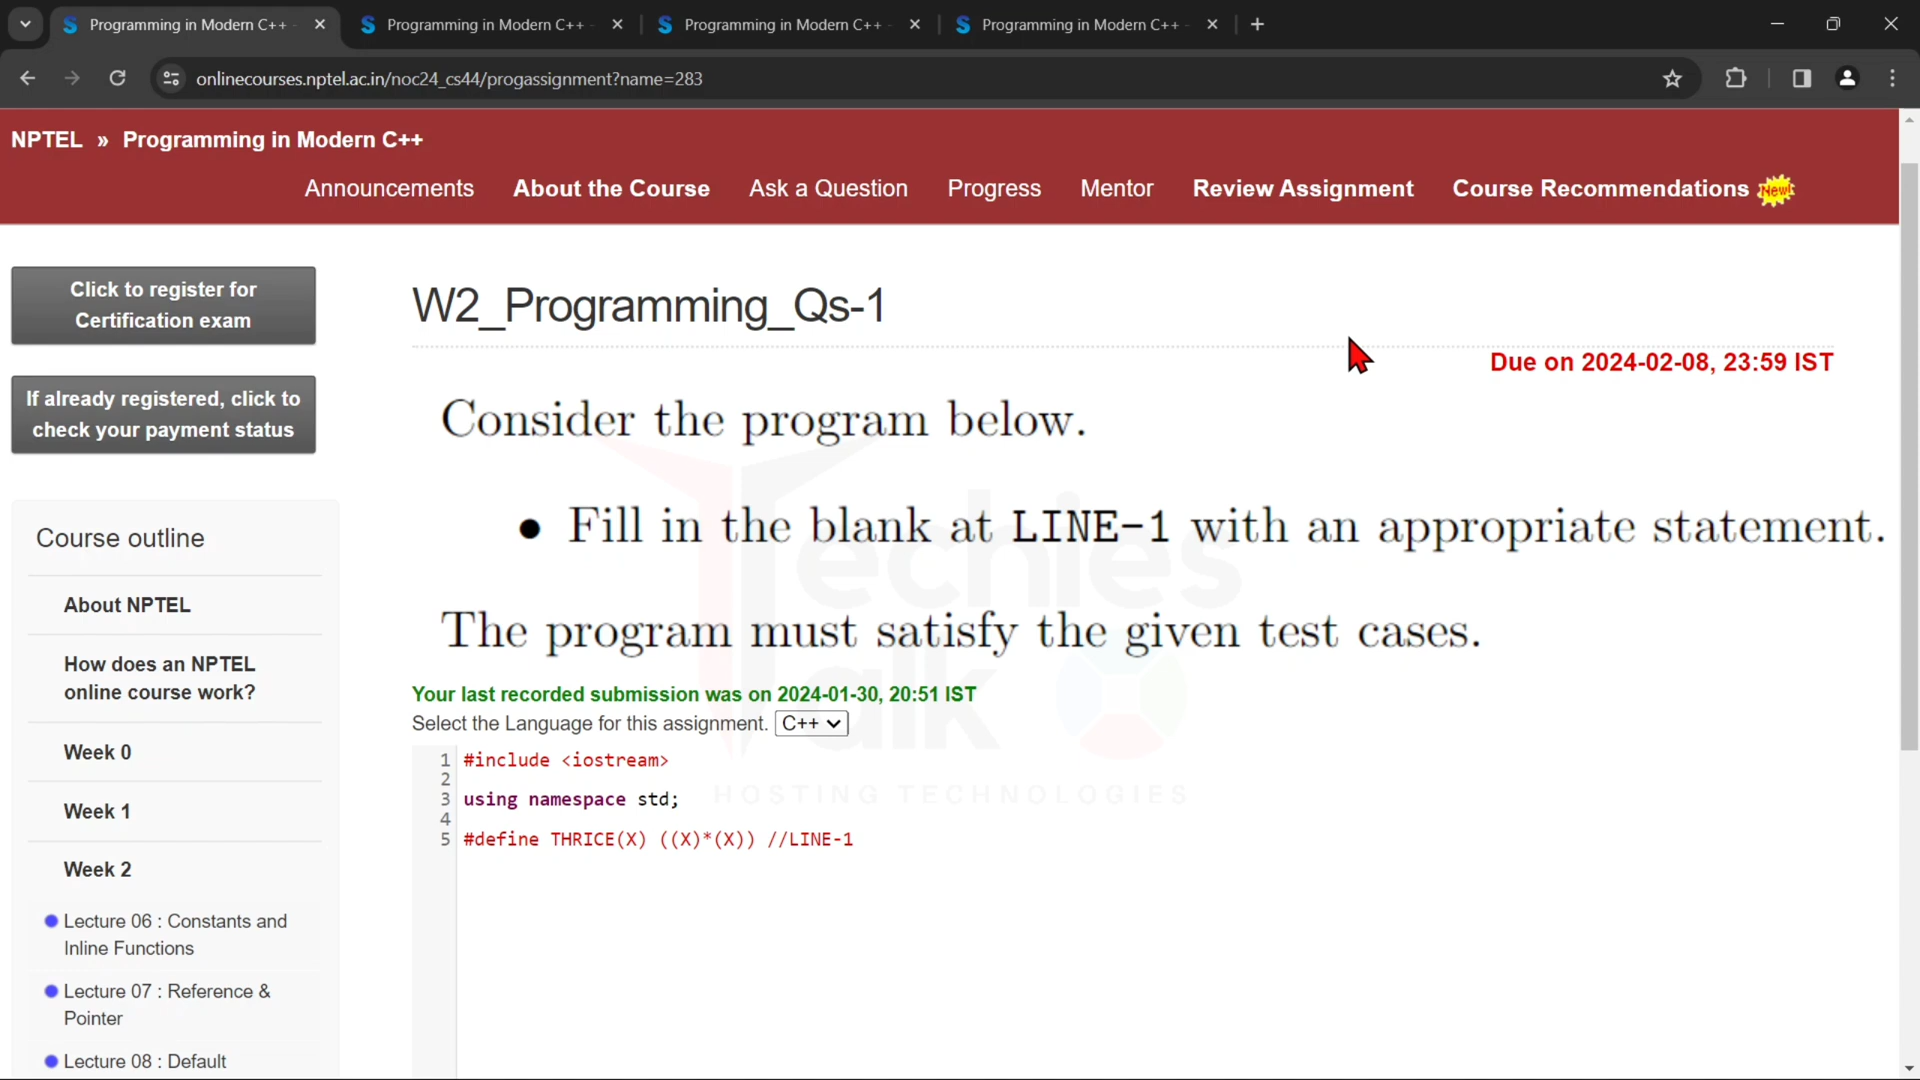 Programming in Modern C++ -
Programming in Modern C++ -
Programming in Modern C++ -
Programming in Modern C++ -
onlinecourses.nptel.ac.in/noc24_cs44/progassignment?name=283
NPTEL » Programming in Modern C++
Announcements About the Course Ask a Question Progress Mentor Review Assignment Course Recommendations New!
Click to register for
Certification exam
If already registered, click to
check your payment status
Course outline
About NPTEL
How does an NPTEL
online course work?
Week 0
Week 1
Week 2
Lecture 06 : Constants and
Inline Functions
Lecture 07 : Reference &
Pointer
Lecture 08 : Default
W2_Programming_Qs-1
Due on 2024-02-08, 23:59 IST
Consider the program below.
• Fill in the blank at LINE-1 with an appropriate statement.
The program must satisfy the given test cases.
Your last recorded submission was on 2024-01-30, 20:51 IST
Select the Language for this assignment. C++
1 #include <iostream>
2
3 using namespace std;
4
5 #define THRICE(X) ((X)*(X)) //LINE-1
Techies
Talk
HOSTING TECHNOLOGIES